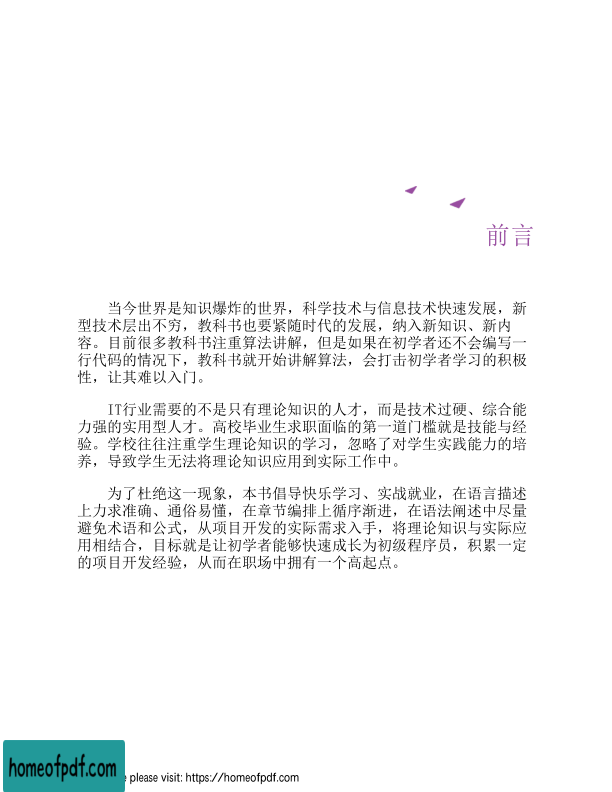 前言
当今世界是知识爆炸的世界，科学技术与信息技术快速发展，新
型技术层出不穷，教科书也要紧随时代的发展，纳入新知识、新内
容。目前很多教科书注重算法讲解，但是如果在初学者还不会编写一
行代码的情况下，教科书就开始讲解算法，会打击初学者学习的积极
性，让其难以入门。
IT行业需要的不是只有理论知识的人才，而是技术过硬、综合能
力强的实用型人才。高校毕业生求职面临的第一道门槛就是技能与经
验。学校往往注重学生理论知识的学习，忽略了对学生实践能力的培
养，导致学生无法将理论知识应用到实际工作中。
为了杜绝这一现象，本书倡导快乐学习、实战就业，在语言描述
上力求准确、通俗易懂，在章节编排上循序渐进，在语法阐述中尽量
避免术语和公式，从项目开发的实际需求入手，将理论知识与实际应
用相结合，目标就是让初学者能够快速成长为初级程序员，积累一定
的项目开发经验，从而在职场中拥有一个高起点。
homeofpdf.com
e please visit: https://homeofpdf.com